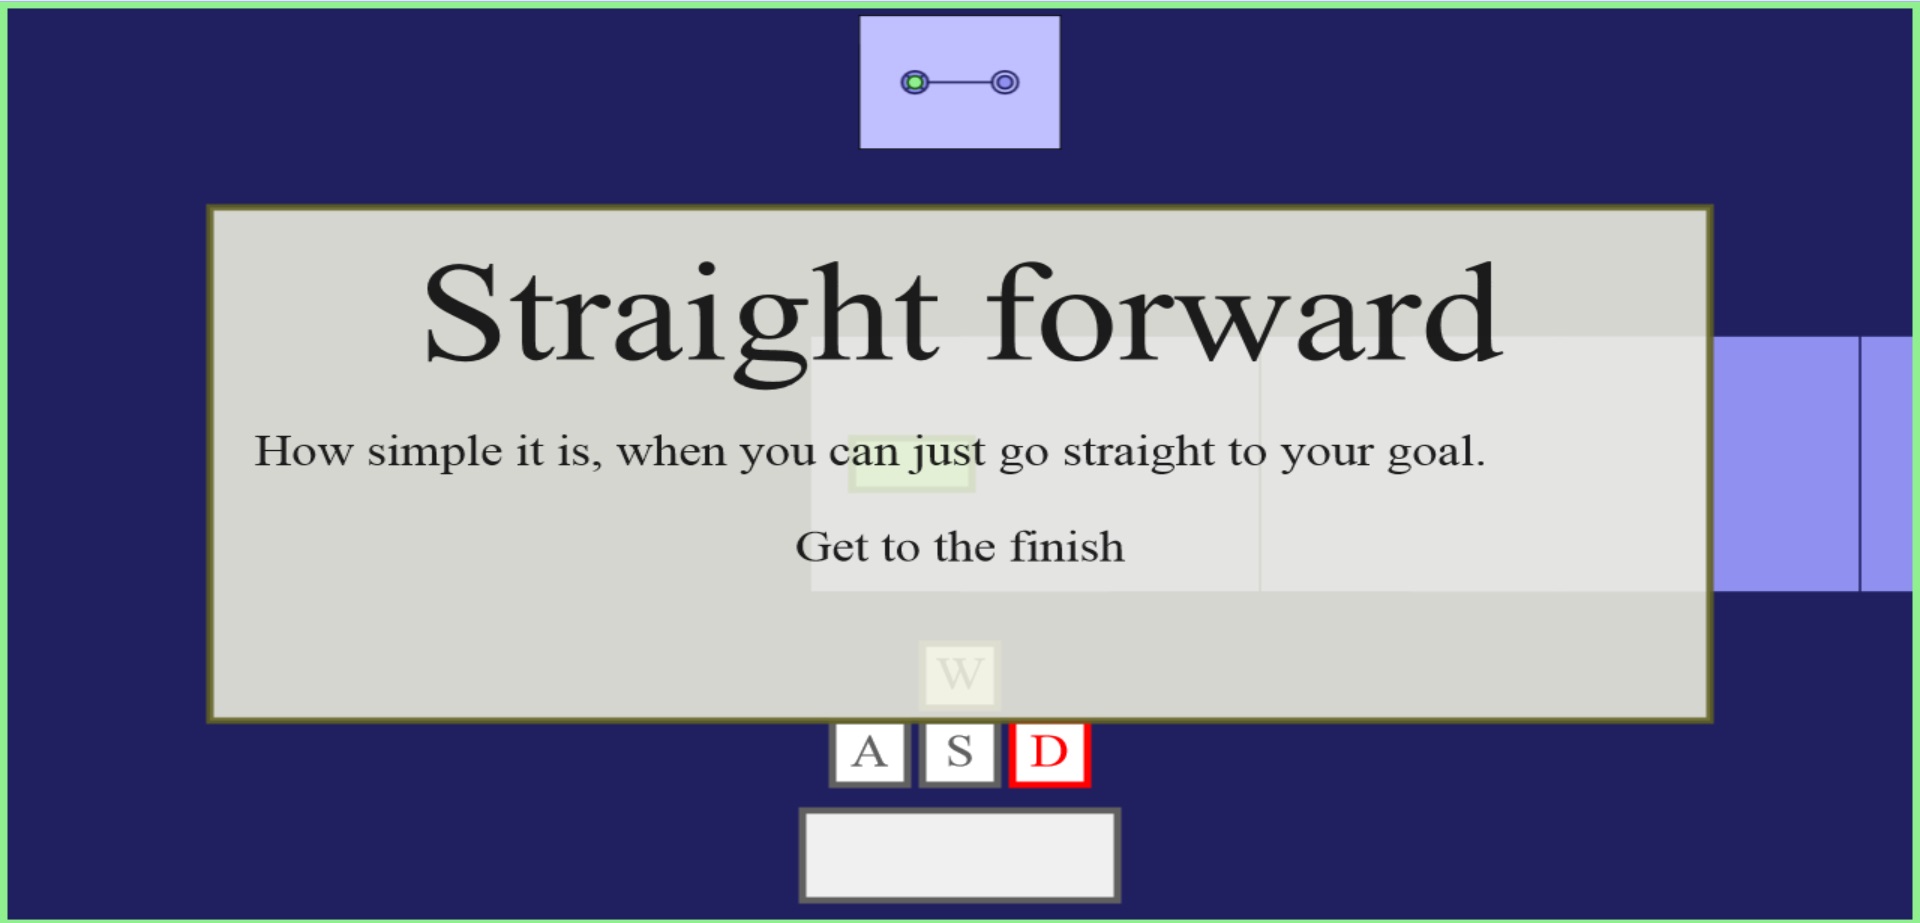 Straight forward
How simple it is, when you can just go straight to your goal.
Get to the finish
W
A S D